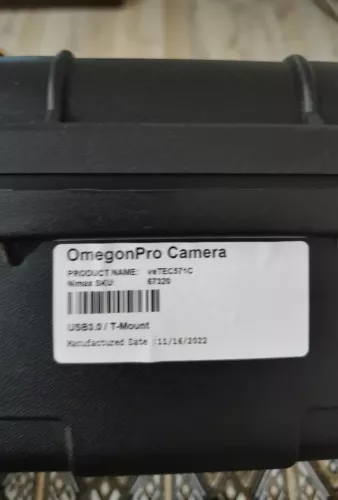 OmegonPro Camera
PRODUCT NAME: veTEC571C
Nimax SKU: 67320
USB3.0 / T-Mount
Manufactured Date :11/16/2022